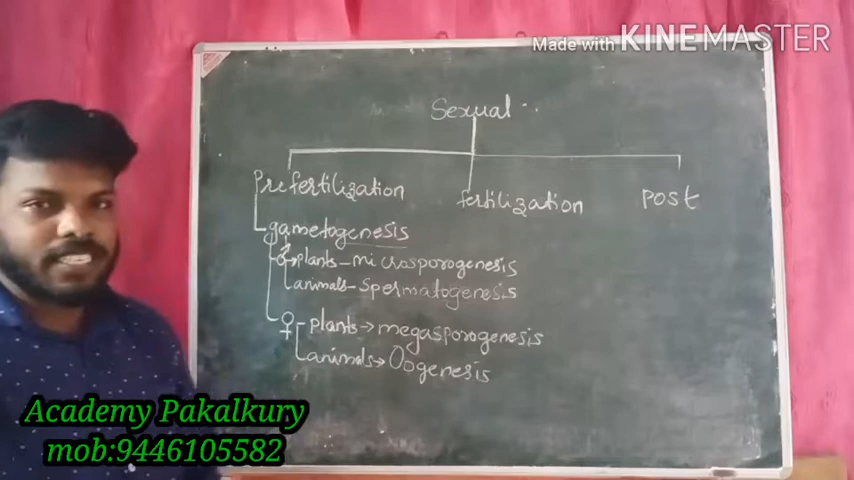 Made with KINEMASTER
Sexual
Prefertilization fertilization post
gametogenesis
♂ plants - microsporogenesis
animals - spermatogenesis
♀ - plants → megasporogenesis
animals → Oogenesis
Academy Pakalkury
mob:9446105582